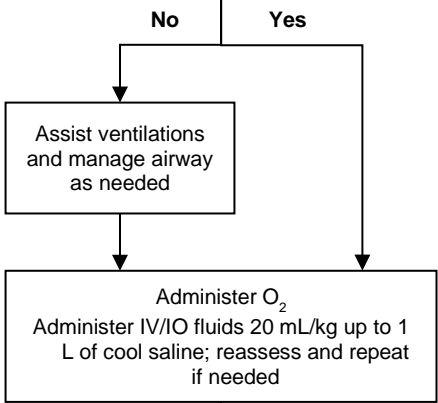 No Yes
Assist ventilations
and manage airway
as needed
Administer O₂
Administer IV/IO fluids 20 mL/kg up to 1
L of cool saline; reassess and repeat
if needed